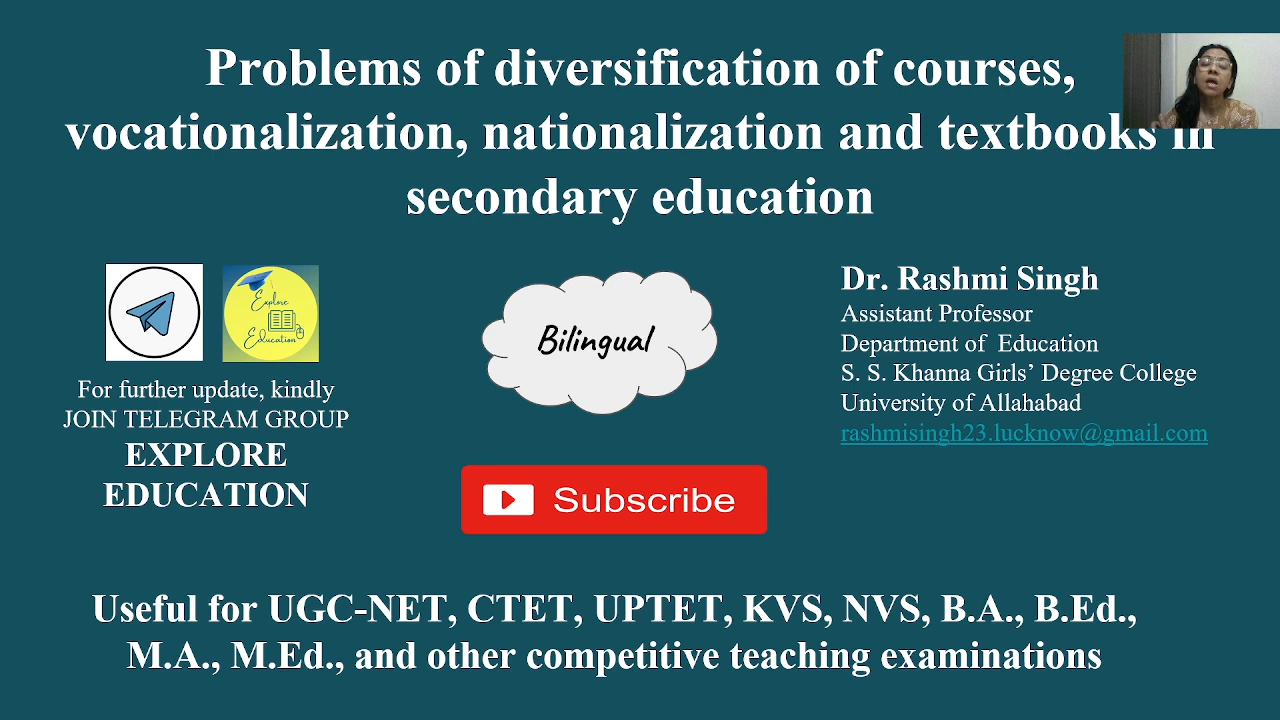 Problems of diversification of courses,
vocationalization, nationalization and textbooks in
secondary education
Explore
Education
For further update, kindly
JOIN TELEGRAM GROUP
EXPLORE
EDUCATION
Bilingual
Subscribe
Dr. Rashmi Singh
Assistant Professor
Department of Education
S. S. Khanna Girls’ Degree College
University of Allahabad
rashmisingh23.lucknow@gmail.com
Useful for UGC-NET, CTET, UPTET, KVS, NVS, B.A., B.Ed.,
M.A., M.Ed., and other competitive teaching examinations